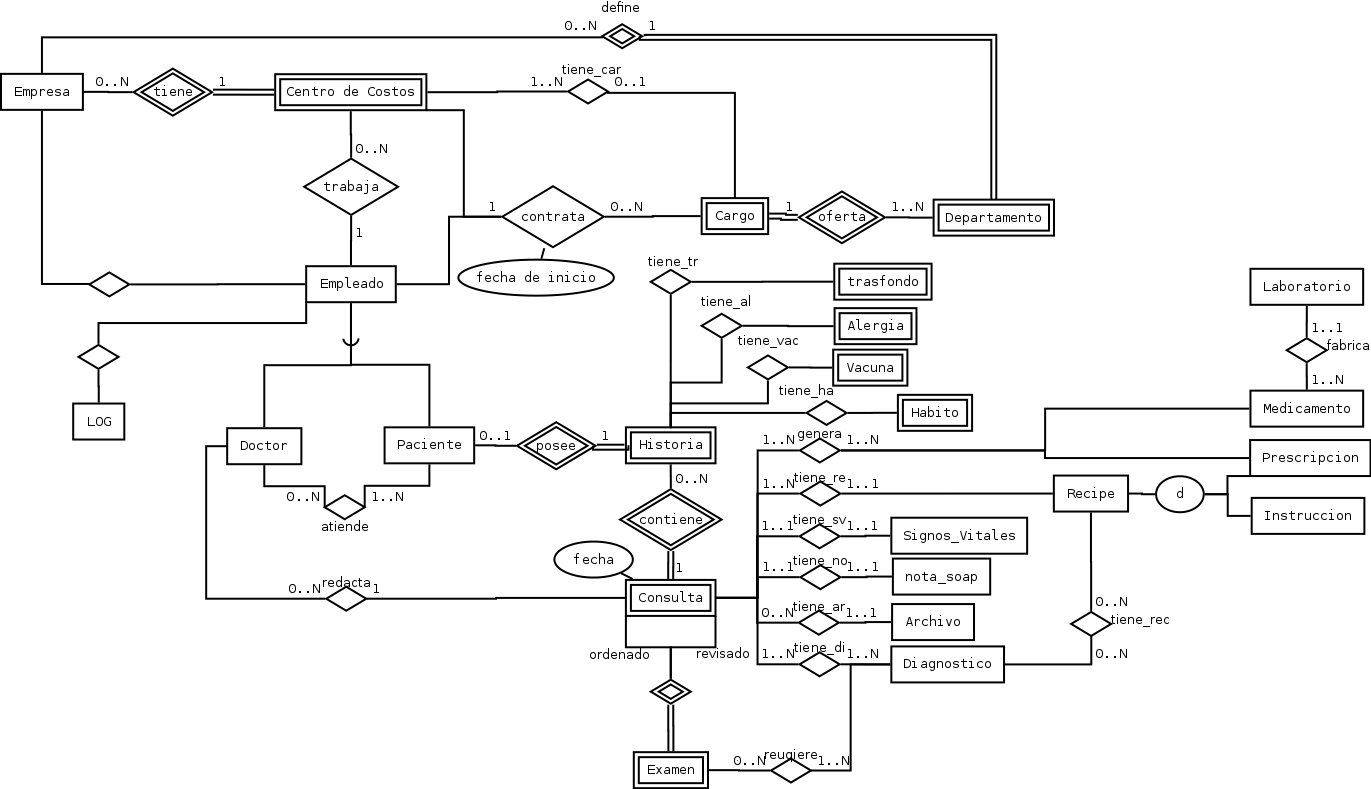 define
0..N
1
tiene_car
Empresa
0..N
tiene
1
Centro de Costos
1..N
0..1
0..N
trabaja
1
1
contrata
0..N
Cargo
1
oferta
1..N
Departamento
fecha de inicio
Empleado
tiene_tr
trasfondo
tiene_al
Alergia
tiene_vac
Vacuna
tiene_ha
Habito
Laboratorio
1..1
fabrica
1..N
Medicamento
LOG
Doctor
Paciente
0..1
posee
1
Historia
genera
1..N
1..N
Prescripcion
0..N
1..N
atiende
0..N
tiene_re
1..N
1..1
Recipe
d
Instruccion
contiene
1
tiene_sv
1..1
1..1
Signos_Vitales
fecha
tiene_no
1..1
1..1
nota_soap
redacta
0..N
1
Consulta
tiene_ar
0..N
1..1
Archivo
0..N
tiene_rec
0..N
ordenado
revisado
tiene_di
1..N
1..N
Diagnostico
Examen
0..N
reugiere
1..N